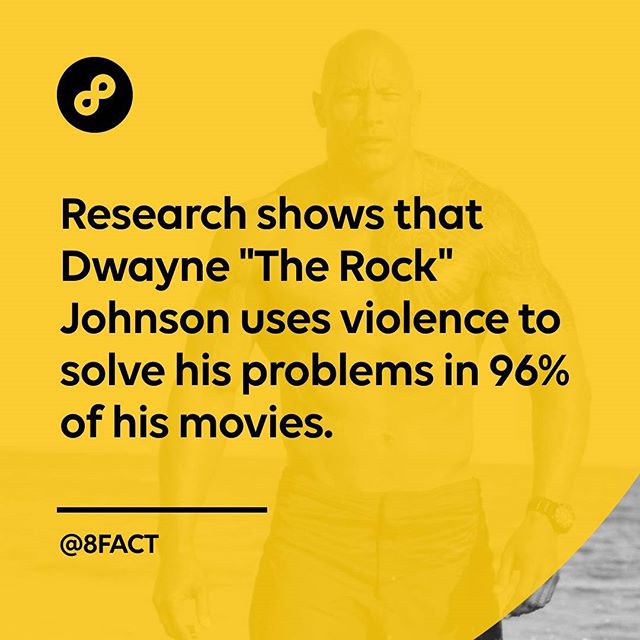 Research shows that
Dwayne "The Rock"
Johnson uses violence to
solve his problems in 96%
of his movies.
@8FACT